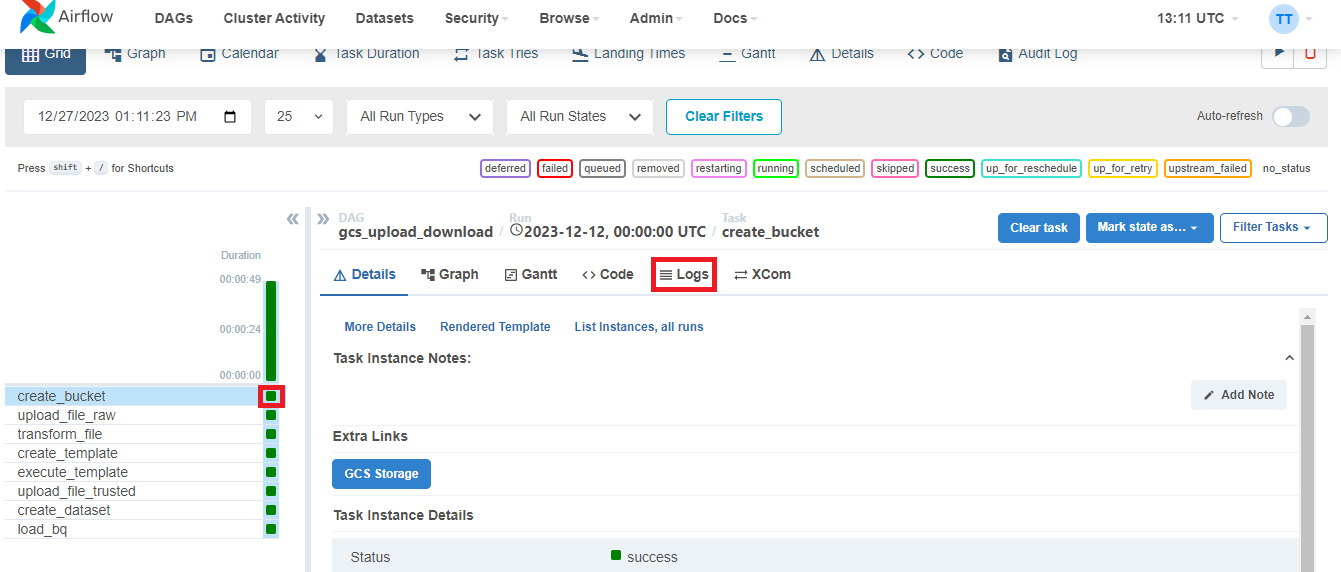 Airflow DAGs Cluster Activity Datasets Security Browse Admin Docs 13:11 UTC TT
Grid Graph Calendar Task Duration Task Tries Landing Times Gantt Details <> Code Audit Log
12/27/2023 01:11:23 PM 25 All Run Types All Run States Clear Filters Auto-refresh
Press shift + / for Shortcuts deferred failed queued removed restarting running scheduled skipped success up_for_reschedule up_for_retry upstream_failed no_status
« » DAG Run Task
gcs_upload_download / 2023-12-12, 00:00:00 UTC / create_bucket Clear task Mark state as... Filter Tasks
Duration
00:00:49
00:00:24
00:00:00
create_bucket
upload_file_raw
transform_file
create_template
execute_template
upload_file_trusted
create_dataset
load_bq
Details Graph Gantt <> Code Logs XCom
More Details Rendered Template List Instances, all runs
Task Instance Notes:
Add Note
Extra Links
GCS Storage
Task Instance Details
Status success